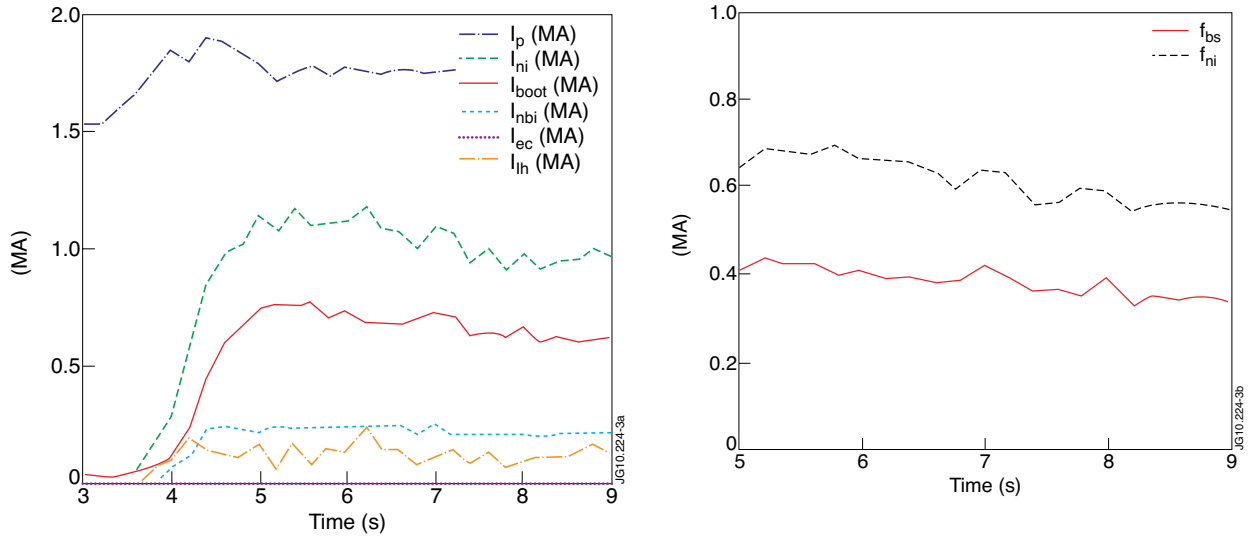 2.0
1.5
1.0
0.5
0
(MA)
3
4
5
6
7
8
9
Time (s)
I_p (MA)
I_ni (MA)
I_boot (MA)
I_nbi (MA)
I_ec (MA)
I_lh (MA)
JG10.224-3a
1.0
0.8
0.6
0.4
0.2
0
(MA)
5
6
7
8
9
Time (s)
f_bs
f_ni
JG10.224-3b